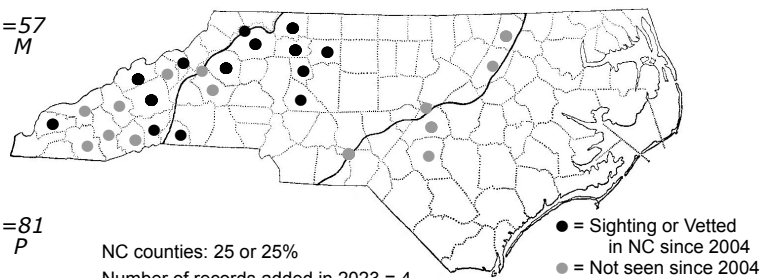 =57
M
=81
P
NC counties: 25 or 25%
Number of records added in 2023 = 4
= Sighting or Vetted
in NC since 2004
= Not seen since 2004